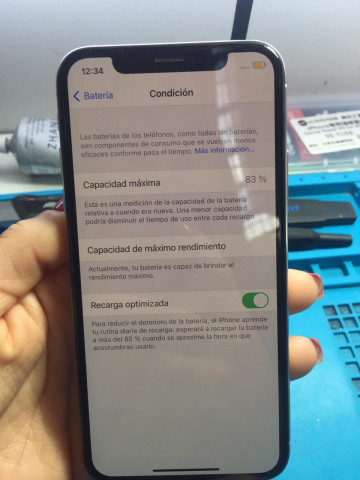 12:34
Batería
Condición
Las baterías de los teléfonos, como todas las baterías,
son componentes de consumo que se vuelven menos
eficaces conforme pasa el tiempo. Más información...
Capacidad máxima
83 %
Esta es una medición de la capacidad de la batería
relativa a cuando era nueva. Una menor capacidad
podría disminuir el tiempo de uso entre cada recarga.
Capacidad de máximo rendimiento
Actualmente, tu batería es capaz de brindar el
rendimiento máximo.
Recarga optimizada
Para reducir el deterioro de la batería, el iPhone aprende
tu rutina diaria de recarga: esperará a recargar la batería
a más del 80 % cuando se aproxime la hora en que
acostumbras usarlo.